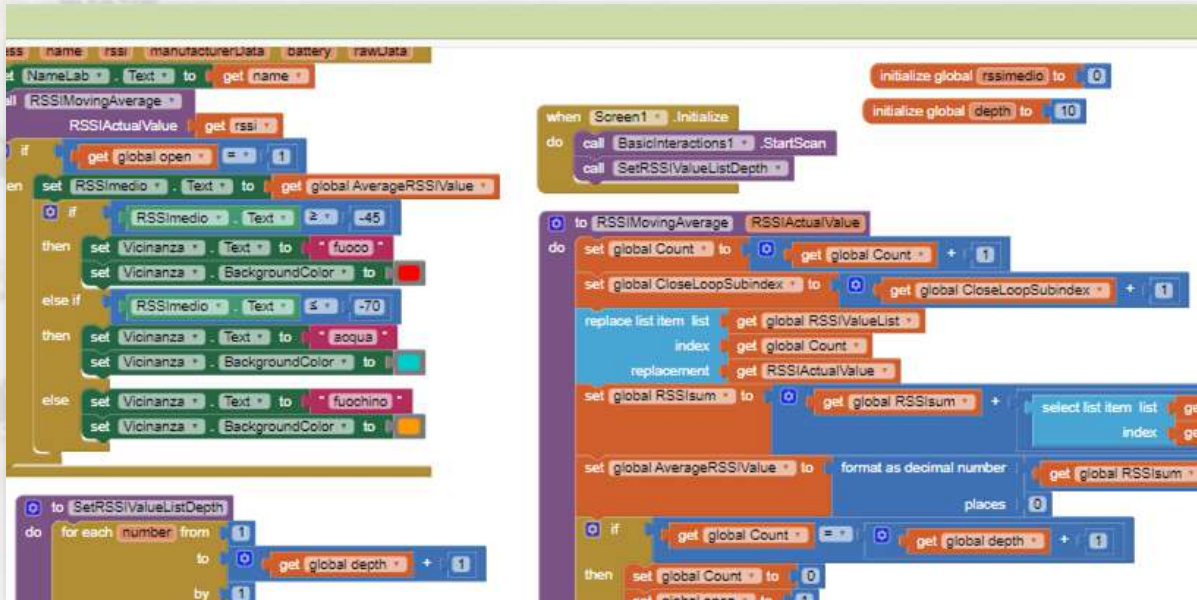 name rssi manufacturerData battery rawData
NameLab . Text to get name
RSSIMovingAverage
RSSIActualValue get rssi
if get global open = 1
set RSSImedio . Text to get global AverageRSSIValue
if RSSImedio . Text ≥ -45
then set Vicinanza . Text to " fuoco "
set Vicinanza . BackgroundColor to
else if RSSImedio . Text ≤ -70
then set Vicinanza . Text to " acqua "
set Vicinanza . BackgroundColor to
else set Vicinanza . Text to " fuochino "
set Vicinanza . BackgroundColor to
to SetRSSIValueListDepth
do for each number from 1
to get global depth + 1
by 1
initialize global rssimedio to 0
initialize global depth to 10
when Screen1 .Initialize
do call BasicInteractions1 .StartScan
call SetRSSIValueListDepth
to RSSIMovingAverage RSSIActualValue
do set global Count to get global Count + 1
set global CloseLoopSubindex to get global CloseLoopSubindex + 1
replace list item list get global RSSIValueList
index get global Count
replacement get RSSIActualValue
set global RSSIsum to get global RSSIsum + select list item list
index
set global AverageRSSIValue to format as decimal number get global RSSIsum
places 0
if get global Count = get global depth + 1
then set global Count to 0
set global open to 1